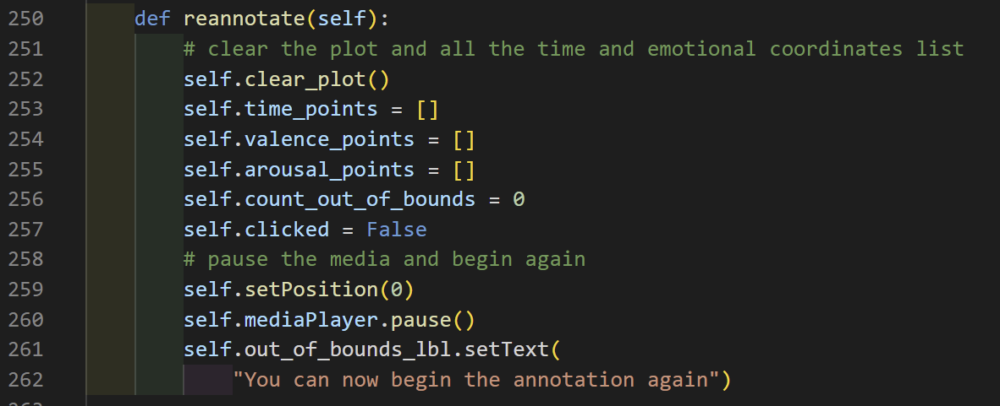 250 def reannotate(self):
251 # clear the plot and all the time and emotional coordinates list
252 self.clear_plot()
253 self.time_points = []
254 self.valence_points = []
255 self.arousal_points = []
256 self.count_out_of_bounds = 0
257 self.clicked = False
258 # pause the media and begin again
259 self.setPosition(0)
260 self.mediaPlayer.pause()
261 self.out_of_bounds_lbl.setText(
262 "You can now begin the annotation again")